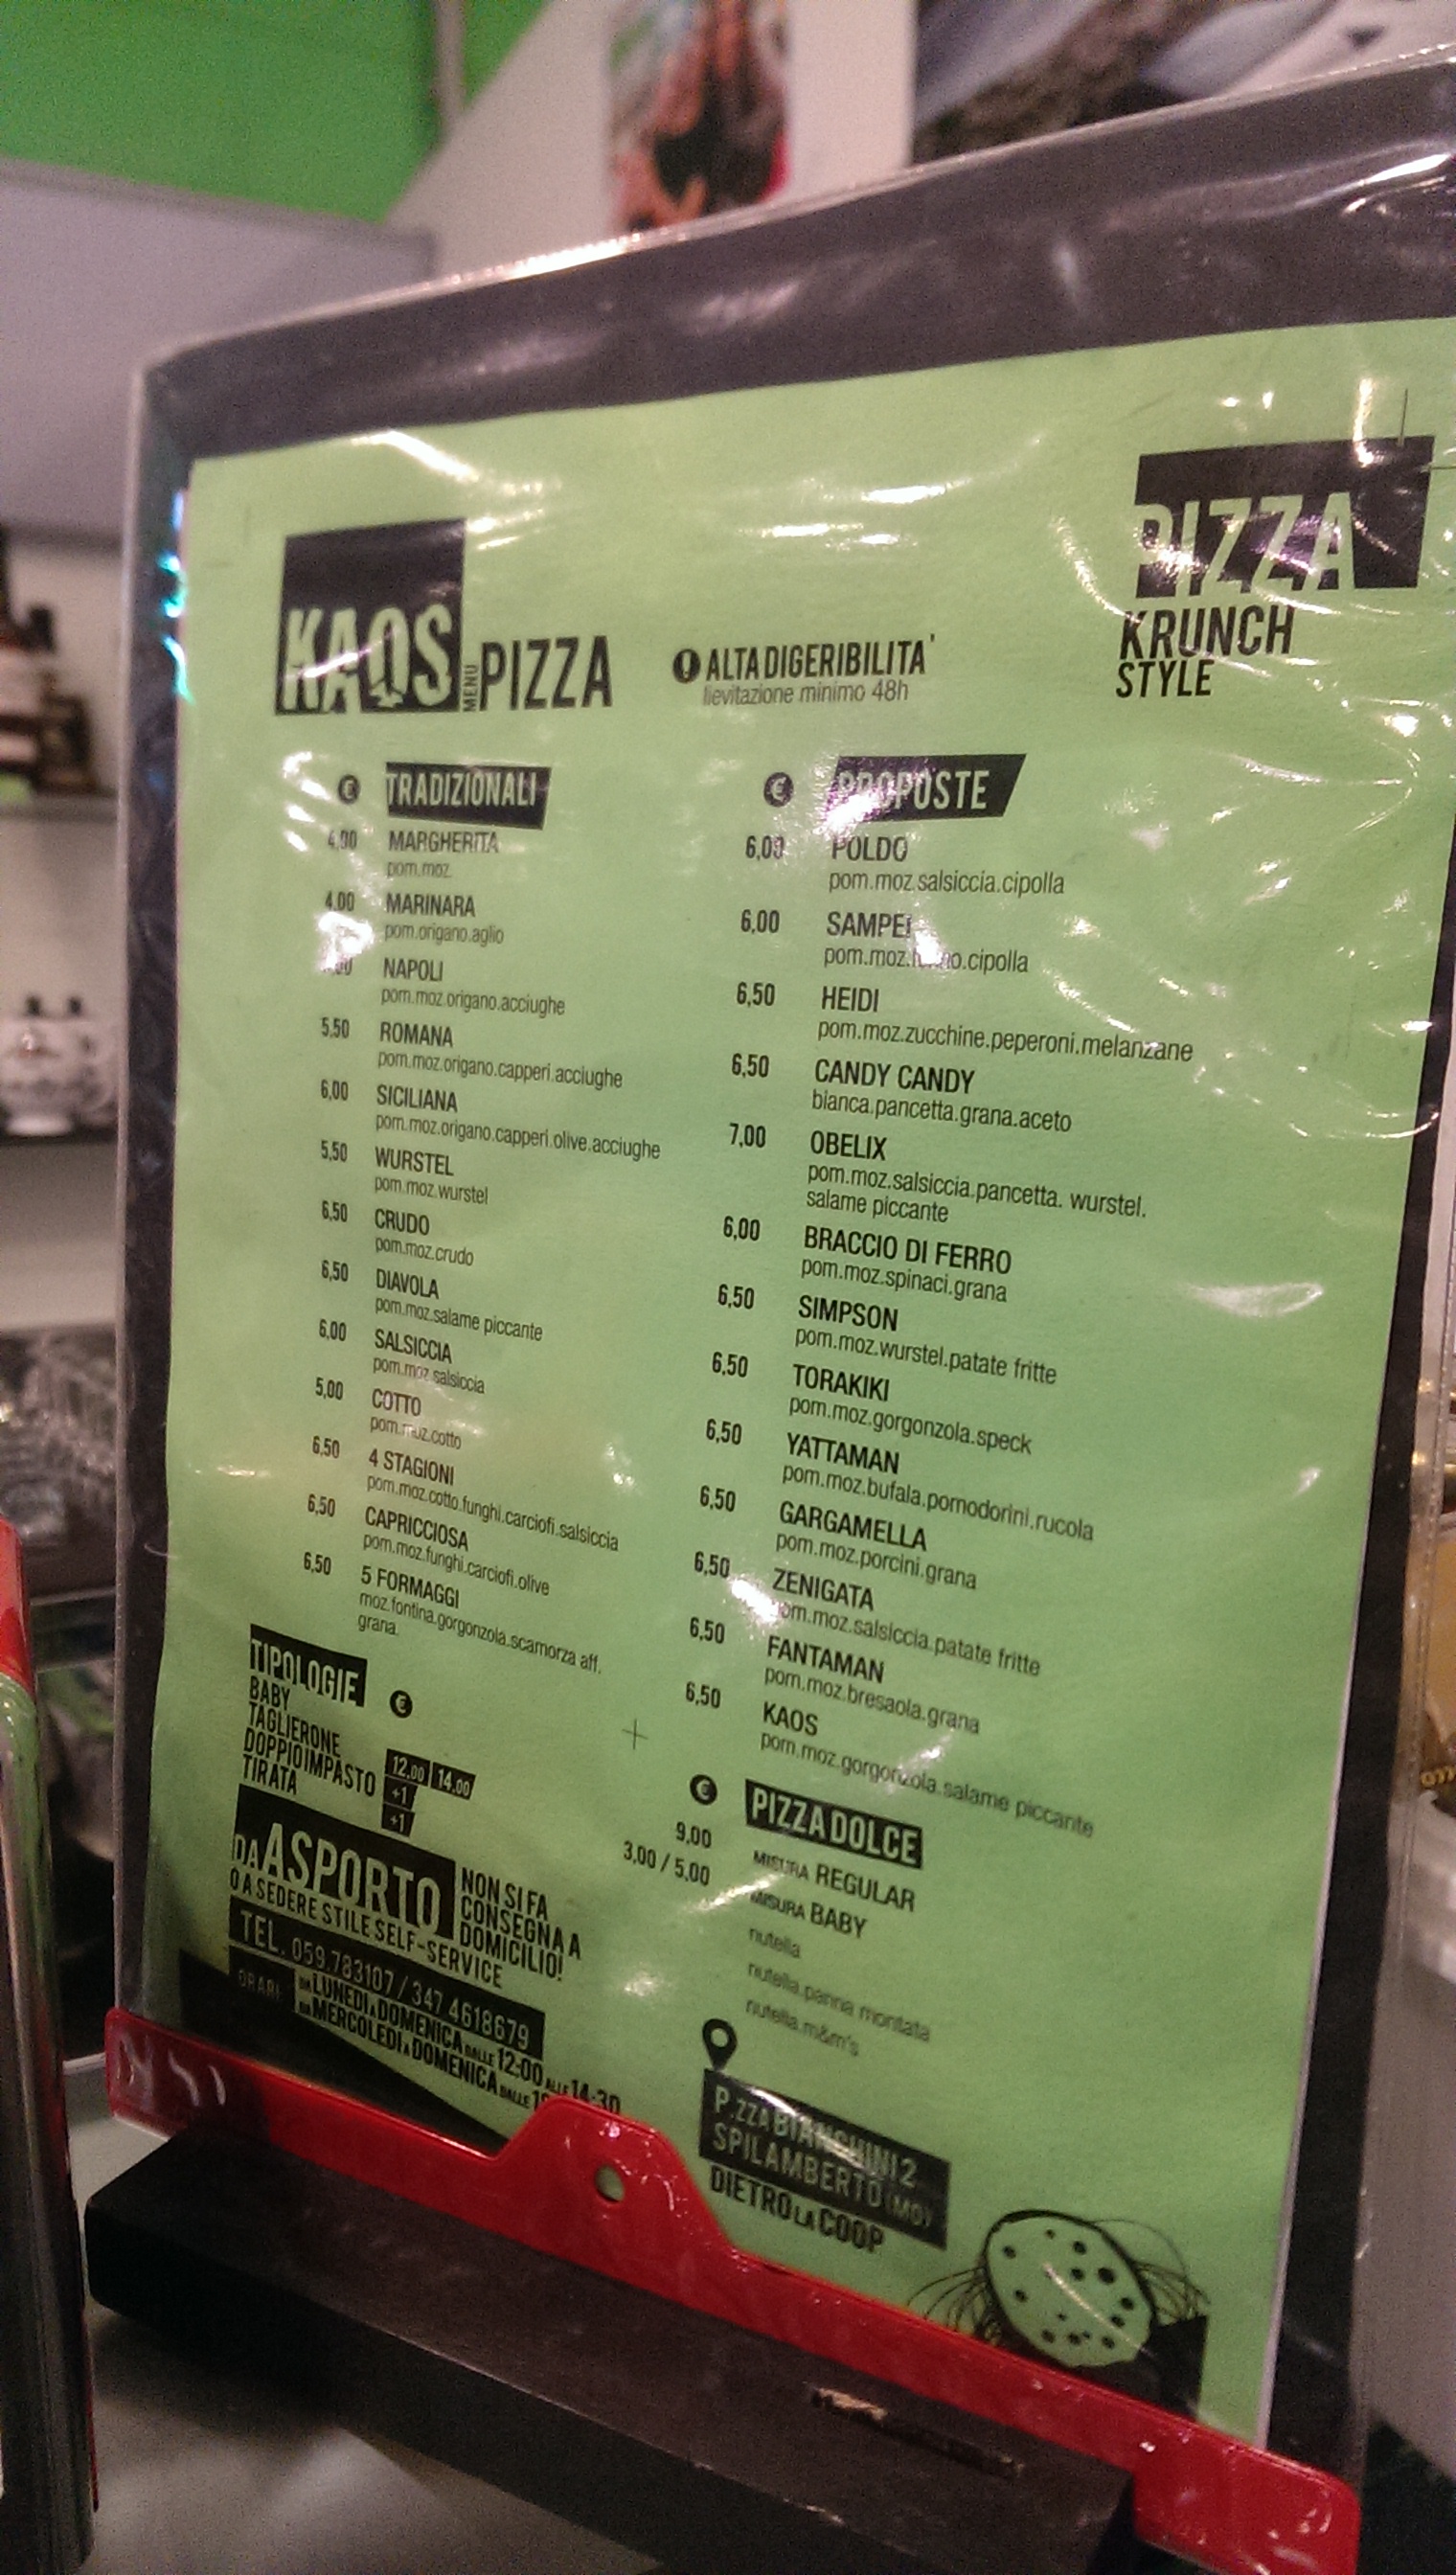 KAOS MENU PIZZA
! ALTA DIGERIBILITA'
lievitazione minimo 48h
PIZZA
KRUNCH
STYLE
€ TRADIZIONALI
4,00 MARGHERITA
pom.moz.
4,00 MARINARA
pom.origano.aglio
NAPOLI
pom.moz.origano.acciughe
5,50 ROMANA
pom.moz.origano.capperi.acciughe
6,00 SICILIANA
pom.moz.origano.capperi.olive.acciughe
5,50 WURSTEL
pom.moz.wurstel
6,50 CRUDO
pom.moz.crudo
6,50 DIAVOLA
pom.moz.salame piccante
6,00 SALSICCIA
pom.moz.salsiccia
5,00 COTTO
pom.moz.cotto
6,50 4 STAGIONI
pom.moz.cotto.funghi.carciofi.salsiccia
6,50 CAPRICCIOSA
pom.moz.funghi.carciofi.olive
6,50 5 FORMAGGI
moz.fontina.gorgonzola.scamorza aff.
grana.
€ PROPOSTE
6,00 POLDO
pom.moz.salsiccia.cipolla
6,00 SAMPEI
pom.moz. cipolla
6,50 HEIDI
pom.moz.zucchine.peperoni.melanzane
6,50 CANDY CANDY
bianca.pancetta.grana.aceto
7,00 OBELIX
pom.moz.salsiccia.pancetta. wurstel.
salame piccante
6,00 BRACCIO DI FERRO
pom.moz.spinaci.grana
6,50 SIMPSON
pom.moz.wurstel.patate fritte
6,50 TORAKIKI
pom.moz.gorgonzola.speck
6,50 YATTAMAN
pom.moz.bufala.pomodorini.rucola
6,50 GARGAMELLA
pom.moz.porcini.grana
6,50 ZENIGATA
pom.moz.salsiccia.patate fritte
6,50 FANTAMAN
pom.moz.bresaola.grana
6,50 KAOS
pom.moz.gorgonzola.salame piccante
TIPOLOGIE €
BABY
TAGLIERONE 12,00 14,00
DOPPIOIMPASTO +1
TIRATA +1
DA ASPORTO
O A SEDERE STILE SELF-SERVICE
NON SI FA
CONSEGNA A
DOMICILIO!
TEL. 059.783107 / 347 4618679
ORARI: DA LUNEDI A DOMENICA DALLE 12:00 ALLE 14:30
DA MERCOLEDI A DOMENICA DALLE
€ PIZZA DOLCE
9,00 MISURA REGULAR
3,00 / 5,00 MISURA BABY
nutella
nutella.panna montata
nutella.m&m's
P.ZZA BIANCHINI 2
SPILAMBERTO (MO)
DIETRO LA COOP